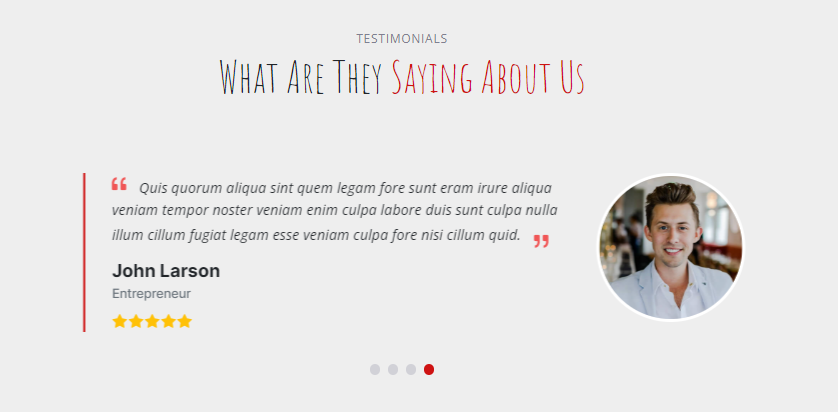 TESTIMONIALS
What Are They Saying About Us
“ Quis quorum aliqua sint quem legam fore sunt eram irure aliqua
veniam tempor noster veniam enim culpa labore duis sunt culpa nulla
illum cillum fugiat legam esse veniam culpa fore nisi cillum quid. ”
John Larson
Entrepreneur